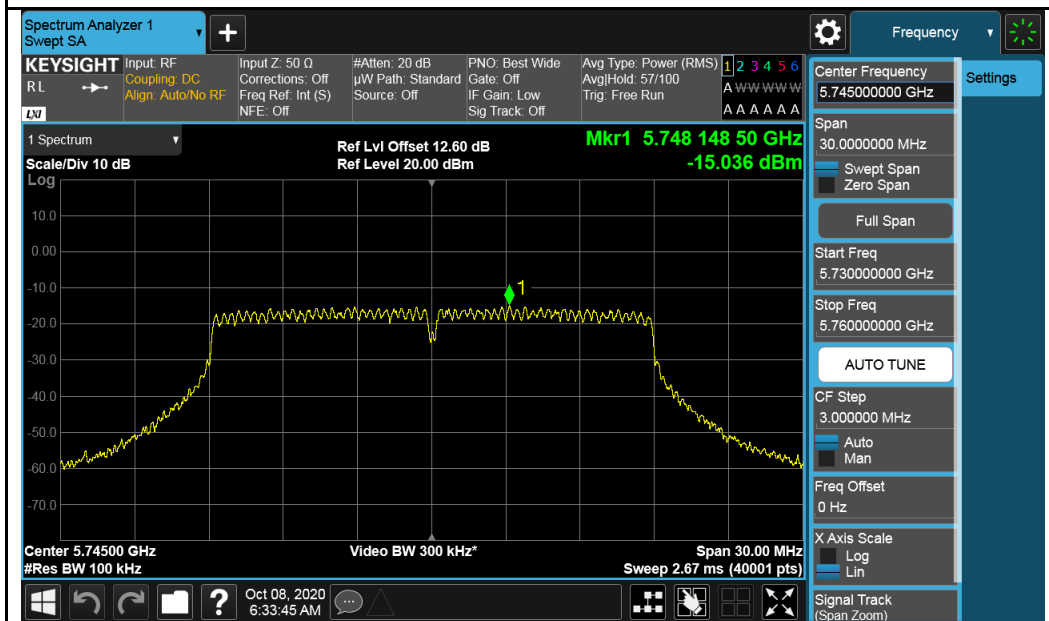 Spectrum Analyzer 1
Swept SA
+
Frequency
KEYSIGHT
R L
LXI
Input: RF
Coupling: DC
Align: Auto/No RF
Input Z: 50 Ω
Corrections: Off
Freq Ref: Int (S)
NFE: Off
#Atten: 20 dB
µW Path: Standard
Source: Off
PNO: Best Wide
Gate: Off
IF Gain: Low
Sig Track: Off
Avg Type: Power (RMS)
Avg|Hold: 57/100
Trig: Free Run
1 2 3 4 5 6
A W W W W W
A A A A A A
1 Spectrum
Scale/Div 10 dB
Log
Ref Lvl Offset 12.60 dB
Ref Level 20.00 dBm
Mkr1 5.748 148 50 GHz
-15.036 dBm
10.0
0.00
-10.0
-20.0
-30.0
-40.0
-50.0
-60.0
-70.0
1
Center 5.74500 GHz
#Res BW 100 kHz
Video BW 300 kHz*
Span 30.00 MHz
Sweep 2.67 ms (40001 pts)
Center Frequency
5.745000000 GHz
Settings
Span
30.0000000 MHz
Swept Span
Zero Span
Full Span
Start Freq
5.730000000 GHz
Stop Freq
5.760000000 GHz
AUTO TUNE
CF Step
3.000000 MHz
Auto
Man
Freq Offset
0 Hz
X Axis Scale
Log
Lin
Signal Track
(Span Zoom)
?
Oct 08, 2020
6:33:45 AM